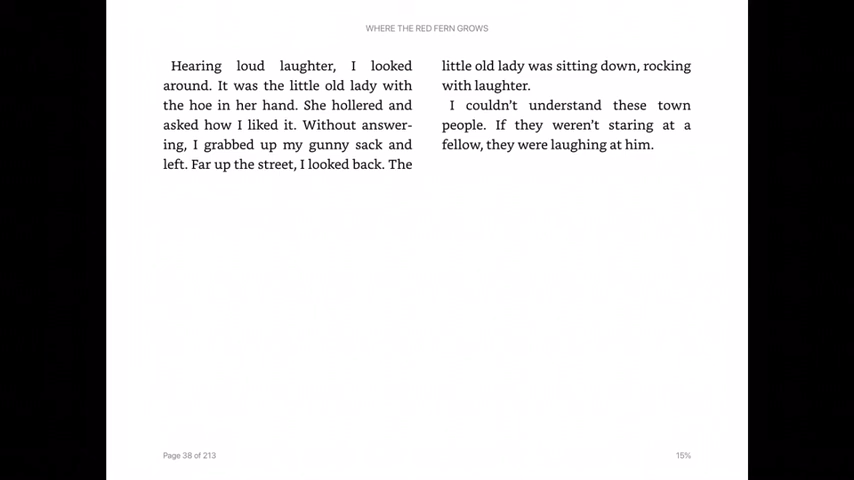 WHERE THE RED FERN GROWS
Hearing loud laughter, I looked
around. It was the little old lady with
the hoe in her hand. She hollered and
asked how I liked it. Without answer-
ing, I grabbed up my gunny sack and
left. Far up the street, I looked back. The
little old lady was sitting down, rocking
with laughter.
I couldn’t understand these town
people. If they weren’t staring at a
fellow, they were laughing at him.
Page 38 of 213
15%